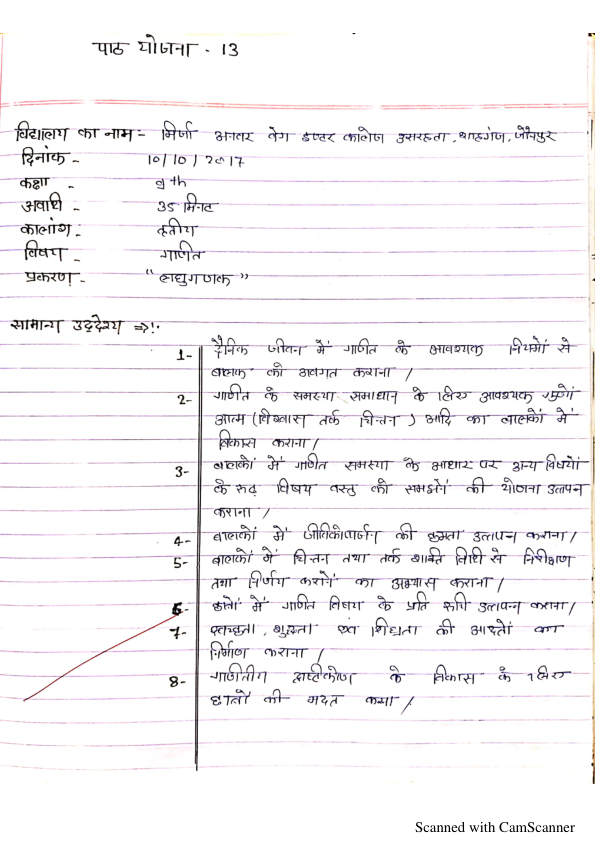 पाठ योजना - 13
विद्यालय का नाम - मिर्जा अनवर वेग इण्टर कालेज उसरहता, शाहगंज, जौनपुर
दिनांक - 10/10/2017
कक्षा - 9th
अवधि - 35 मिनट
कालांश - तृतीय
विषय - गणित
प्रकरण - "लघुगणक"
सामान्य उद्देश्य ⇒!.
1- दैनिक जीवन में गणित के आवश्यक नियमों से
बालक को अवगत कराना /
2- गणित के समस्या समाधान के लिए आवश्यक गुणों
आत्म (विश्वास तर्क चिन्तन) आदि का बालकों में
विकास कराना /
3- बालकों में गणित समस्या के आधार पर अन्य विषयों
के रुढ़ विषय वस्तु को समझने की योजना उत्पन
कराना /
4- बालकों में जीविकोपार्जन की क्षमता उत्पन कराना /
5- बालकों में चिन्तन तथा तर्क शक्ति विधी से निरीक्षण
तथा निर्णय करने का अभ्यास कराना /
6- छात्रों में गणित विषय के प्रति रूचि उत्पन्न कराना /
7- स्वच्छता, शुद्धता एवं शिघ्रता की आदतों का
निर्माण कराना /
8- गणितीय दृष्टीकोण के विकास के लिए
छात्रों की मदत करना /
Scanned with CamScanner